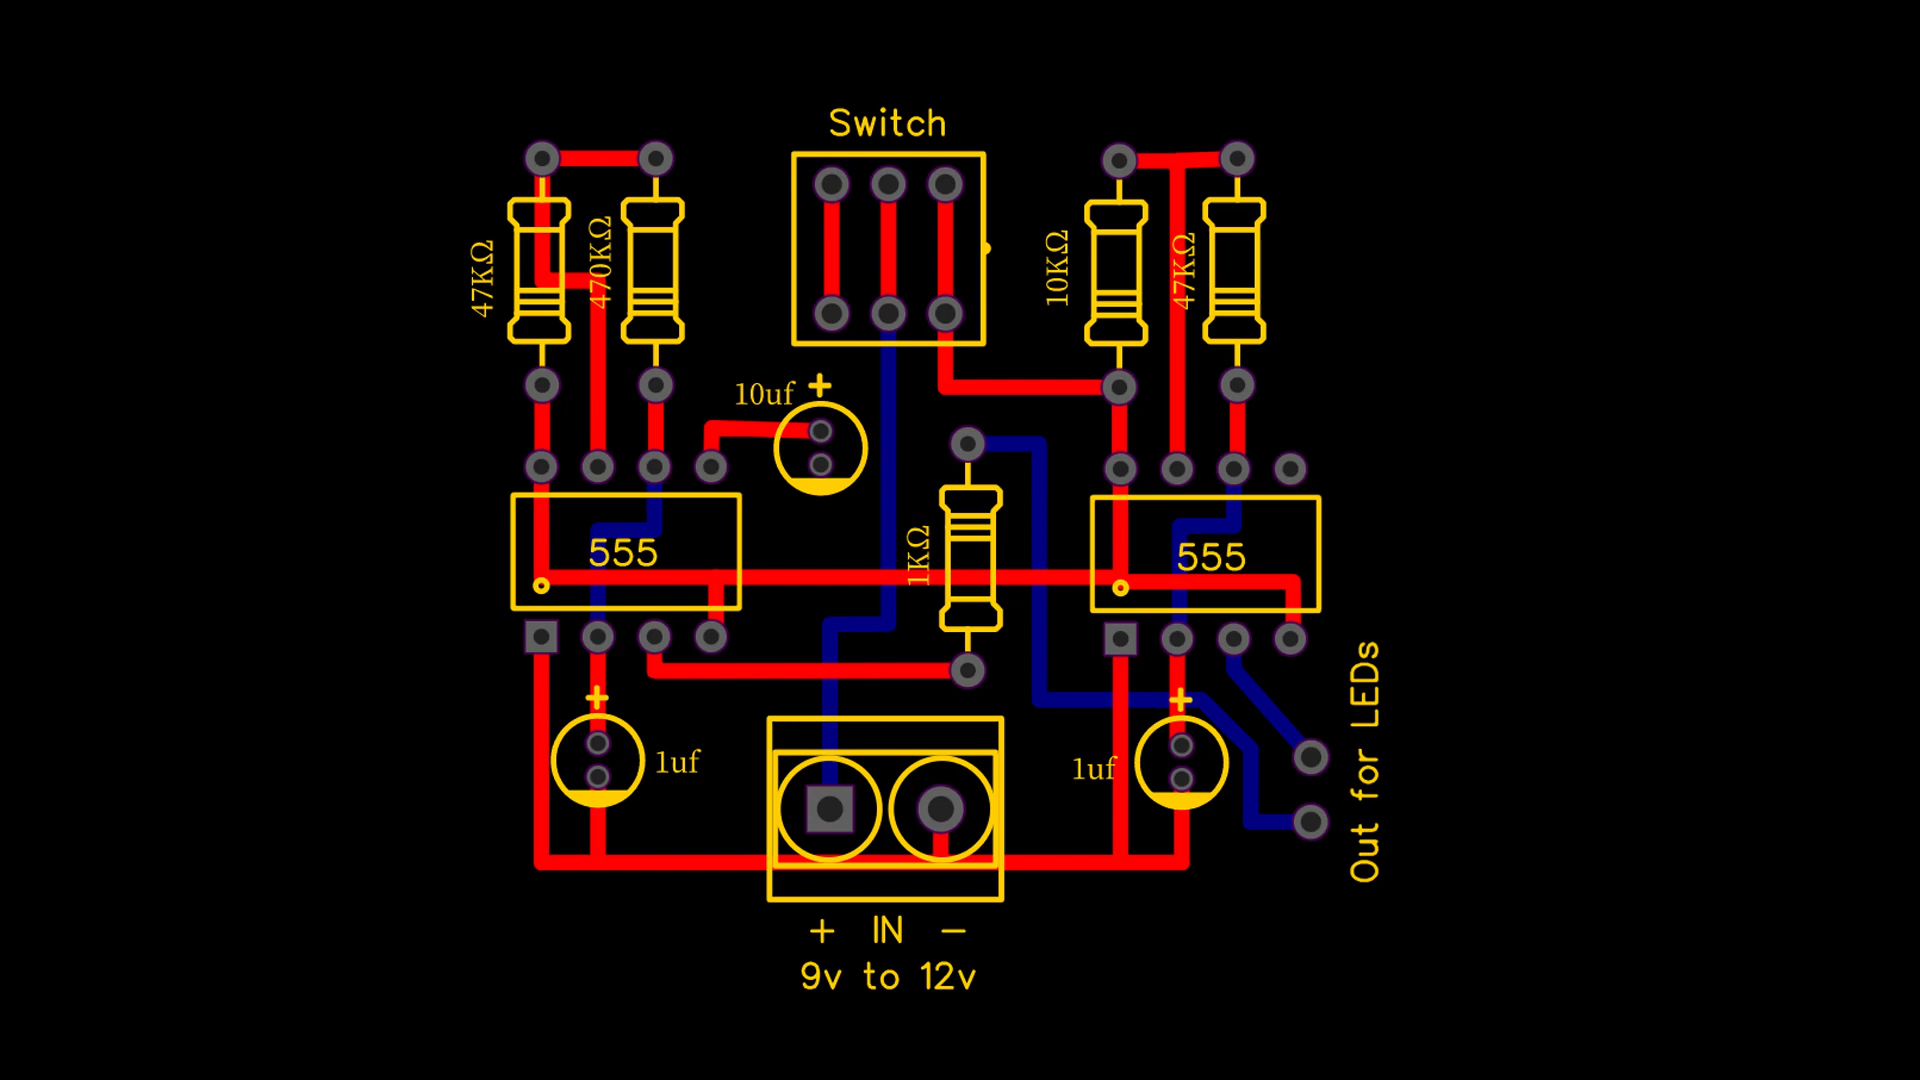 Switch
47KΩ
470KΩ
10KΩ
47KΩ
10uf
+
555
1KΩ
555
+
1uf
+
1uf
Out for LEDs
+ IN −
9v to 12v